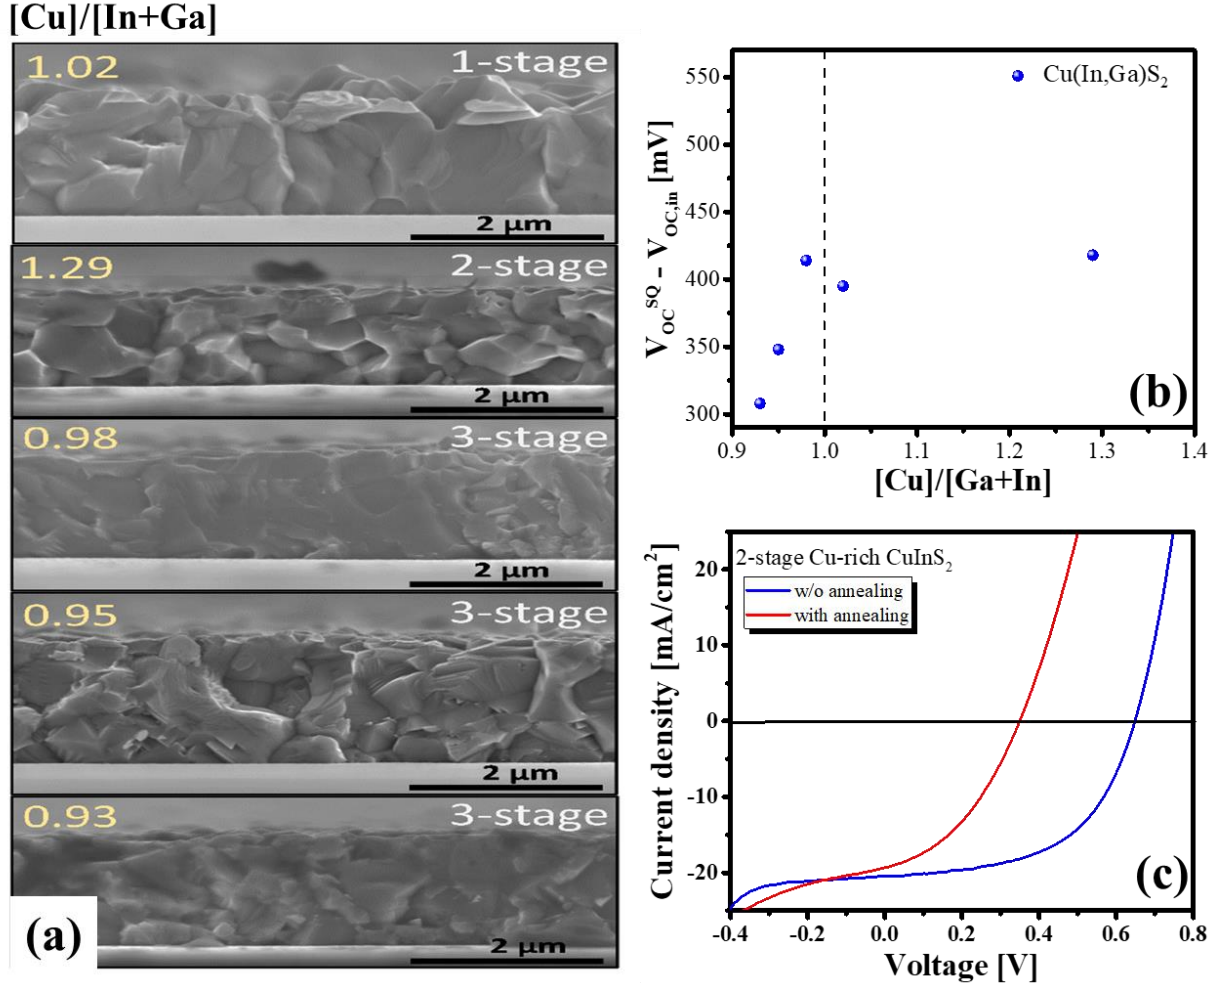 [Cu]/[In+Ga]
1.02
1-stage
2 µm
1.29
2-stage
2 µm
0.98
3-stage
2 µm
0.95
3-stage
2 µm
0.93
3-stage
2 µm
(a)
550
500
450
400
350
300
V_OC^SQ - V_OC,in [mV]
Cu(In,Ga)S₂
(b)
0.9 1.0 1.1 1.2 1.3 1.4
[Cu]/[Ga+In]
2-stage Cu-rich CuInS₂
w/o annealing
with annealing
20
10
0
-10
-20
Current density [mA/cm²]
(c)
-0.4 -0.2 0.0 0.2 0.4 0.6 0.8
Voltage [V]